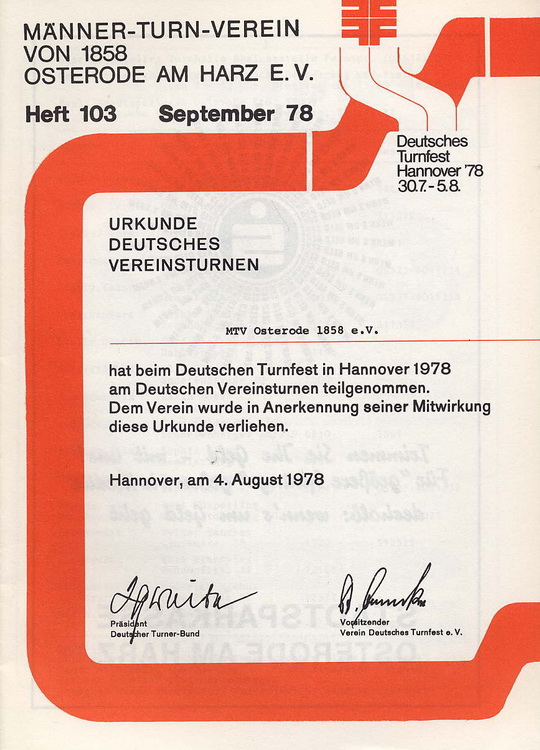 MÄNNER-TURN-VEREIN
VON 1858
OSTERODE AM HARZ E. V.
Heft 103 September 78
Deutsches
Turnfest
Hannover '78
30.7.-5.8.
URKUNDE
DEUTSCHES
VEREINSTURNEN
MTV Osterode 1858 e.V.
hat beim Deutschen Turnfest in Hannover 1978
am Deutschen Vereinsturnen teilgenommen.
Dem Verein wurde in Anerkennung seiner Mitwirkung
diese Urkunde verliehen.
Hannover, am 4. August 1978
Präsident
Deutscher Turner-Bund
Vorsitzender
Verein Deutsches Turnfest e. V.